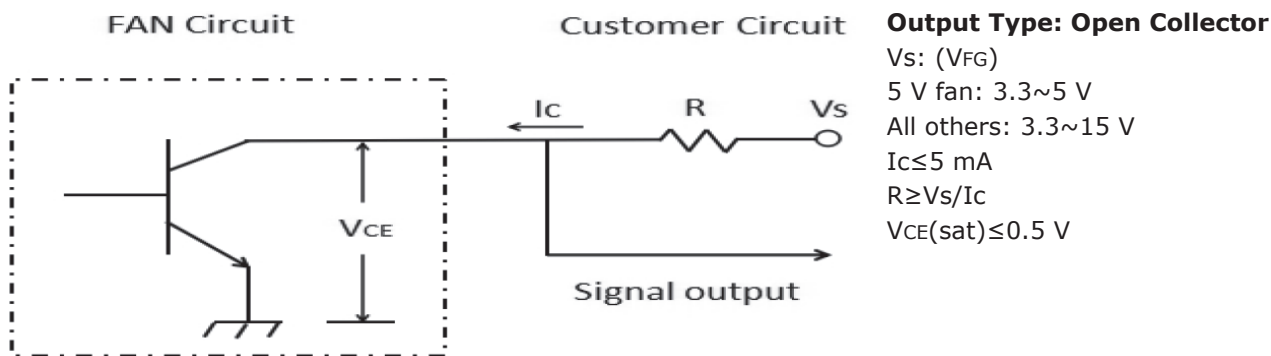 FAN Circuit
Customer Circuit
Output Type: Open Collector
Vs: (VFG)
5 V fan: 3.3~5 V
All others: 3.3~15 V
Ic≤5 mA
R≥Vs/Ic
VCE(sat)≤0.5 V
Ic
R
Vs
VCE
Signal output